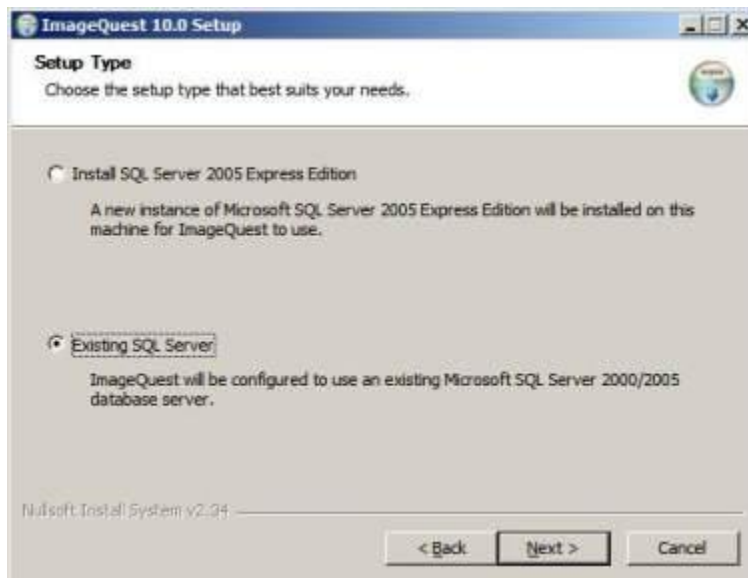 ImageQuest 10.0 Setup
Setup Type
Choose the setup type that best suits your needs.
Install SQL Server 2005 Express Edition
A new instance of Microsoft SQL Server 2005 Express Edition will be installed on this
machine for ImageQuest to use.
Existing SQL Server
ImageQuest will be configured to use an existing Microsoft SQL Server 2000/2005
database server.
Nullsoft Install System v2.34
< Back Next > Cancel